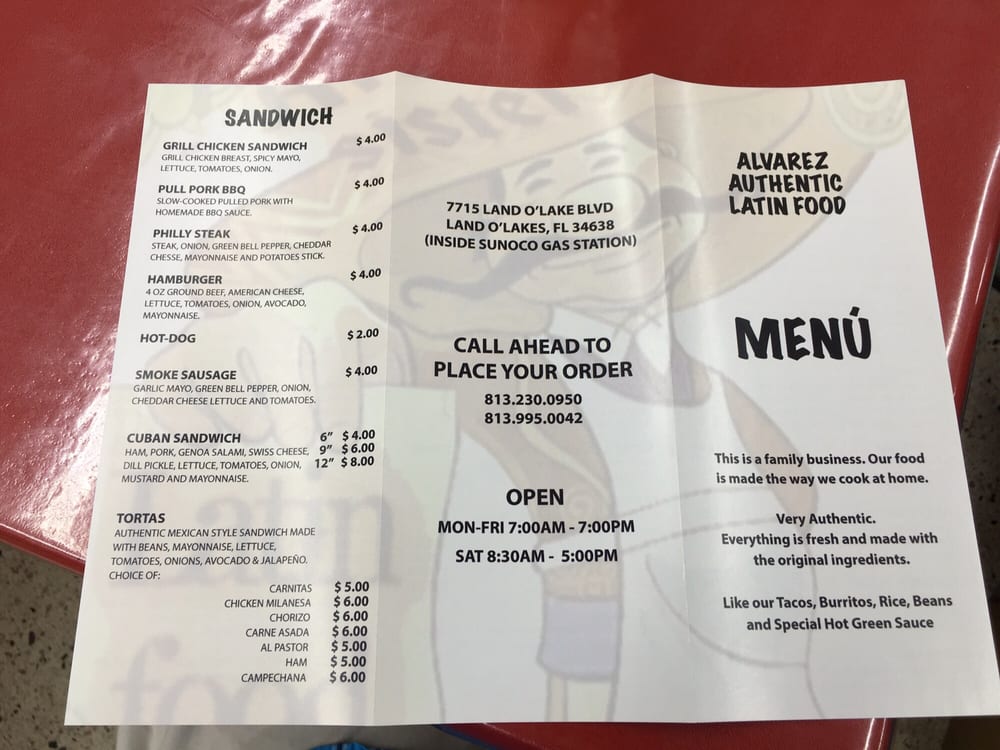 SANDWICH
GRILL CHICKEN SANDWICH $ 4.00
GRILL CHICKEN BREAST, SPICY MAYO,
LETTUCE, TOMATOES, ONION.
PULL PORK BBQ $ 4.00
SLOW-COOKED PULLED PORK WITH
HOMEMADE BBQ SAUCE.
PHILLY STEAK $ 4.00
STEAK, ONION, GREEN BELL PEPPER, CHEDDAR
CHESSE, MAYONNAISE AND POTATOES STICK.
HAMBURGER $ 4.00
4 OZ GROUND BEEF, AMERICAN CHEESE,
LETTUCE, TOMATOES, ONION, AVOCADO,
MAYONNAISE.
HOT-DOG $ 2.00
SMOKE SAUSAGE $ 4.00
GARLIC MAYO, GREEN BELL PEPPER, ONION,
CHEDDAR CHEESE LETTUCE AND TOMATOES.
CUBAN SANDWICH 6” $ 4.00
HAM, PORK, GENOA SALAMI, SWISS CHEESE, 9” $ 6.00
DILL PICKLE, LETTUCE, TOMATOES, ONION, 12” $ 8.00
MUSTARD AND MAYONNAISE.
TORTAS
AUTHENTIC MEXICAN STYLE SANDWICH MADE
WITH BEANS, MAYONNAISE, LETTUCE,
TOMATOES, ONIONS, AVOCADO & JALAPEÑO.
CHOICE OF:
CARNITAS $ 5.00
CHICKEN MILANESA $ 6.00
CHORIZO $ 6.00
CARNE ASADA $ 6.00
AL PASTOR $ 5.00
HAM $ 5.00
CAMPECHANA $ 6.00
7715 LAND O’LAKE BLVD
LAND O’LAKES, FL 34638
(INSIDE SUNOCO GAS STATION)
CALL AHEAD TO
PLACE YOUR ORDER
813.230.0950
813.995.0042
OPEN
MON-FRI 7:00AM - 7:00PM
SAT 8:30AM - 5:00PM
ALVAREZ
AUTHENTIC
LATIN FOOD
MENÚ
This is a family business. Our food
is made the way we cook at home.
Very Authentic.
Everything is fresh and made with
the original ingredients.
Like our Tacos, Burritos, Rice, Beans
and Special Hot Green Sauce
Latin
food